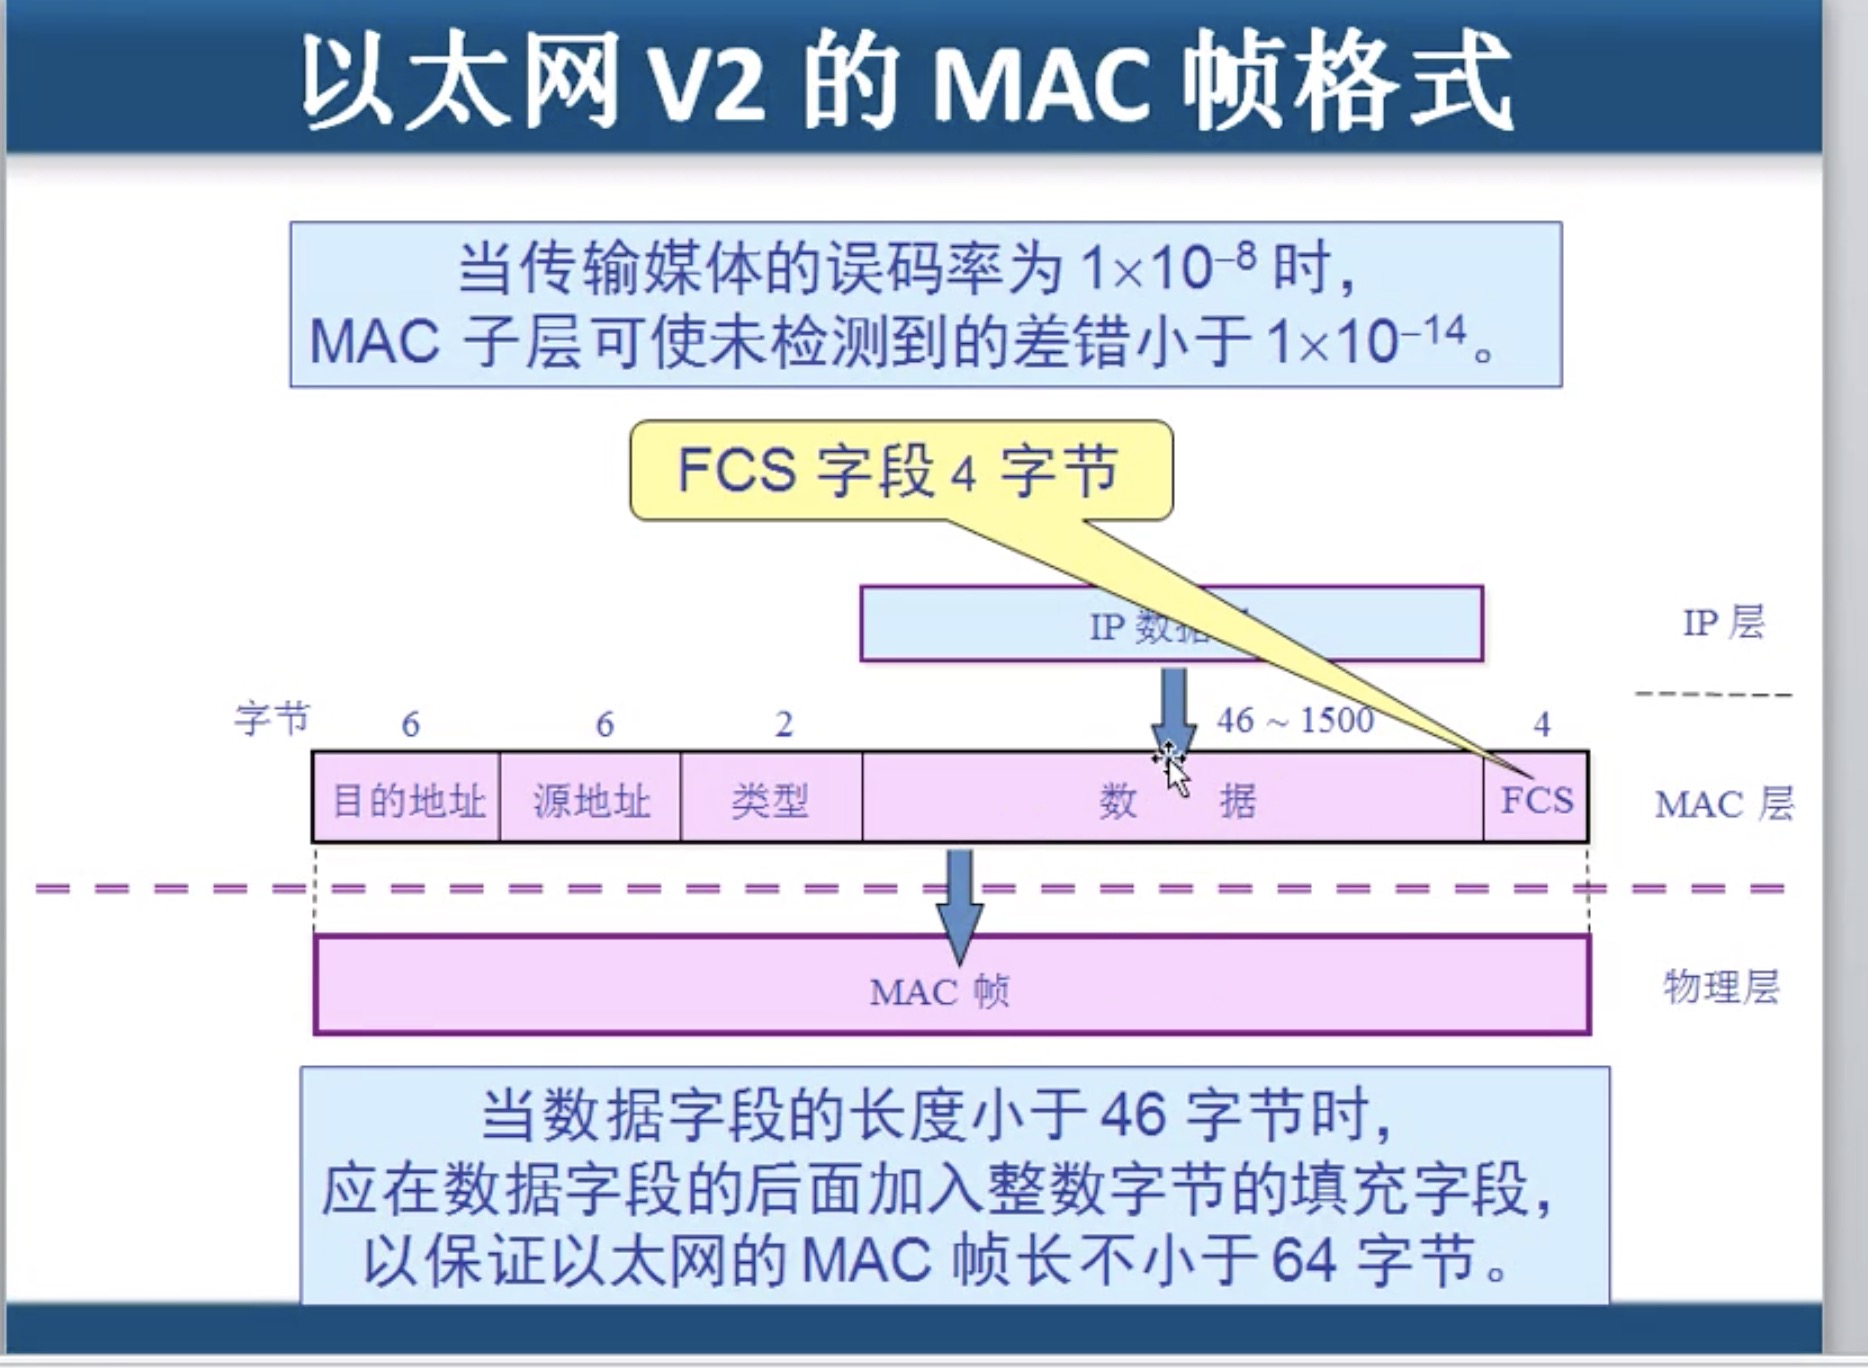 以太网 V2 的 MAC 帧格式
当传输媒体的误码率为 1×10⁻⁸ 时，
MAC 子层可使未检测到的差错小于 1×10⁻¹⁴。
FCS 字段 4 字节
IP 数据
IP 层
字节 6 6 2 46 ~ 1500 4
目的地址 源地址 类型 数 据 FCS MAC 层
MAC 帧 物理层
当数据字段的长度小于 46 字节时，
应在数据字段的后面加入整数字节的填充字段，
以保证以太网的 MAC 帧长不小于 64 字节。